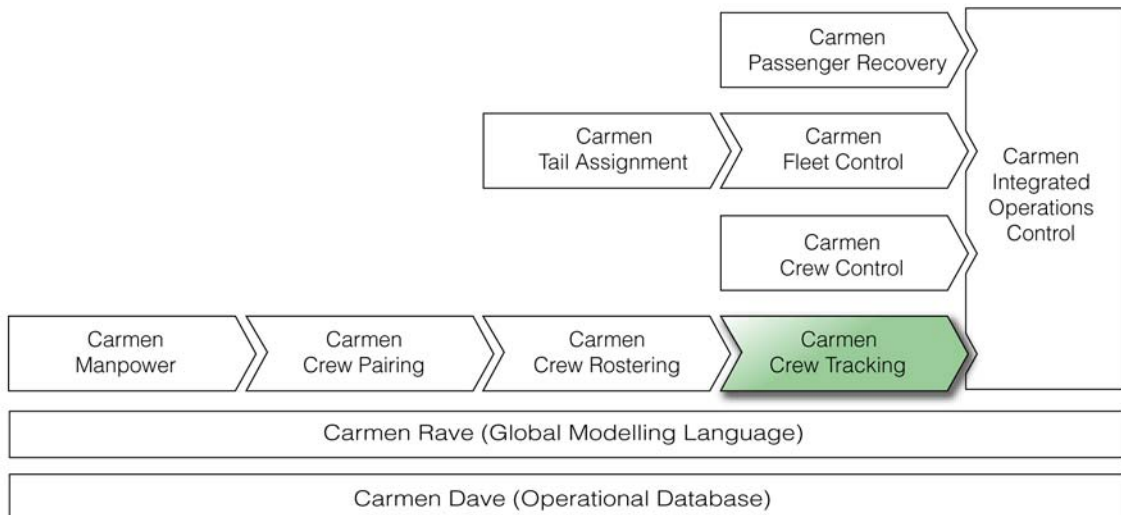 Carmen
Passenger Recovery
Carmen
Tail Assignment
Carmen
Fleet Control
Carmen
Integrated
Operations
Control
Carmen
Crew Control
Carmen
Manpower
Carmen
Crew Pairing
Carmen
Crew Rostering
Carmen
Crew Tracking
Carmen Rave (Global Modelling Language)
Carmen Dave (Operational Database)